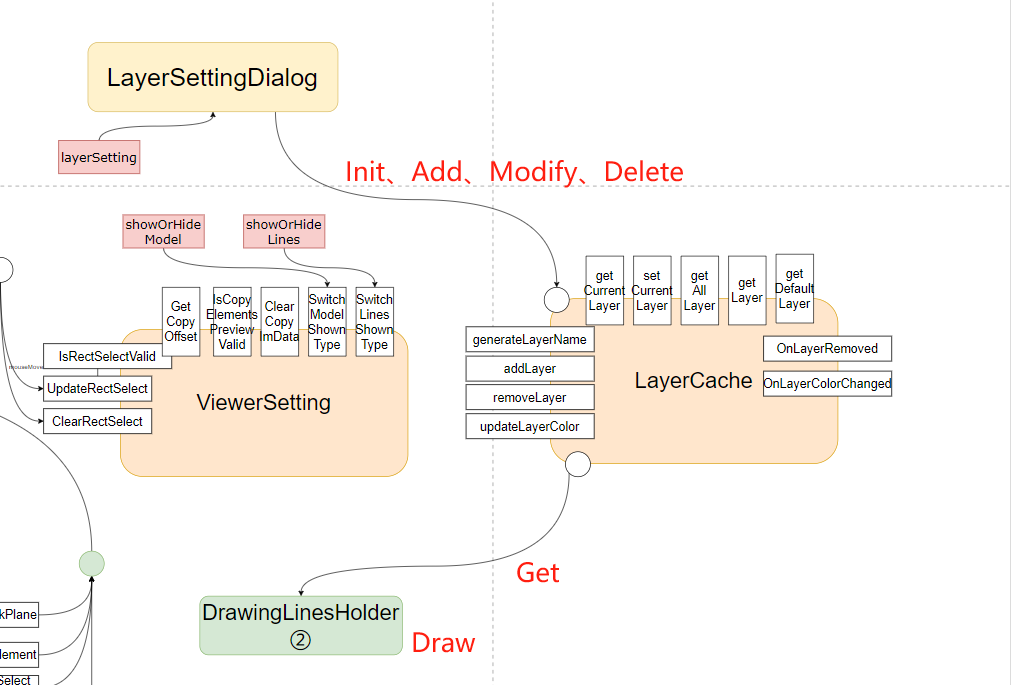 LayerSettingDialog
layerSetting
Init、Add、Modify、Delete
showOrHide
Model
showOrHide
Lines
Get
Copy
Offset
IsCopy
Elements
Preview
Valid
Clear
Copy
ImData
Switch
Model
Shown
Type
Switch
Lines
Shown
Type
IsRectSelectValid
mouseMove
UpdateRectSelect
ClearRectSelect
ViewerSetting
get
Current
Layer
set
Current
Layer
get
All
Layer
get
Layer
get
Default
Layer
generateLayerName
addLayer
removeLayer
updateLayerColor
LayerCache
OnLayerRemoved
OnLayerColorChanged
Get
DrawingLinesHolder
②
Draw
kPlane
lement
Select